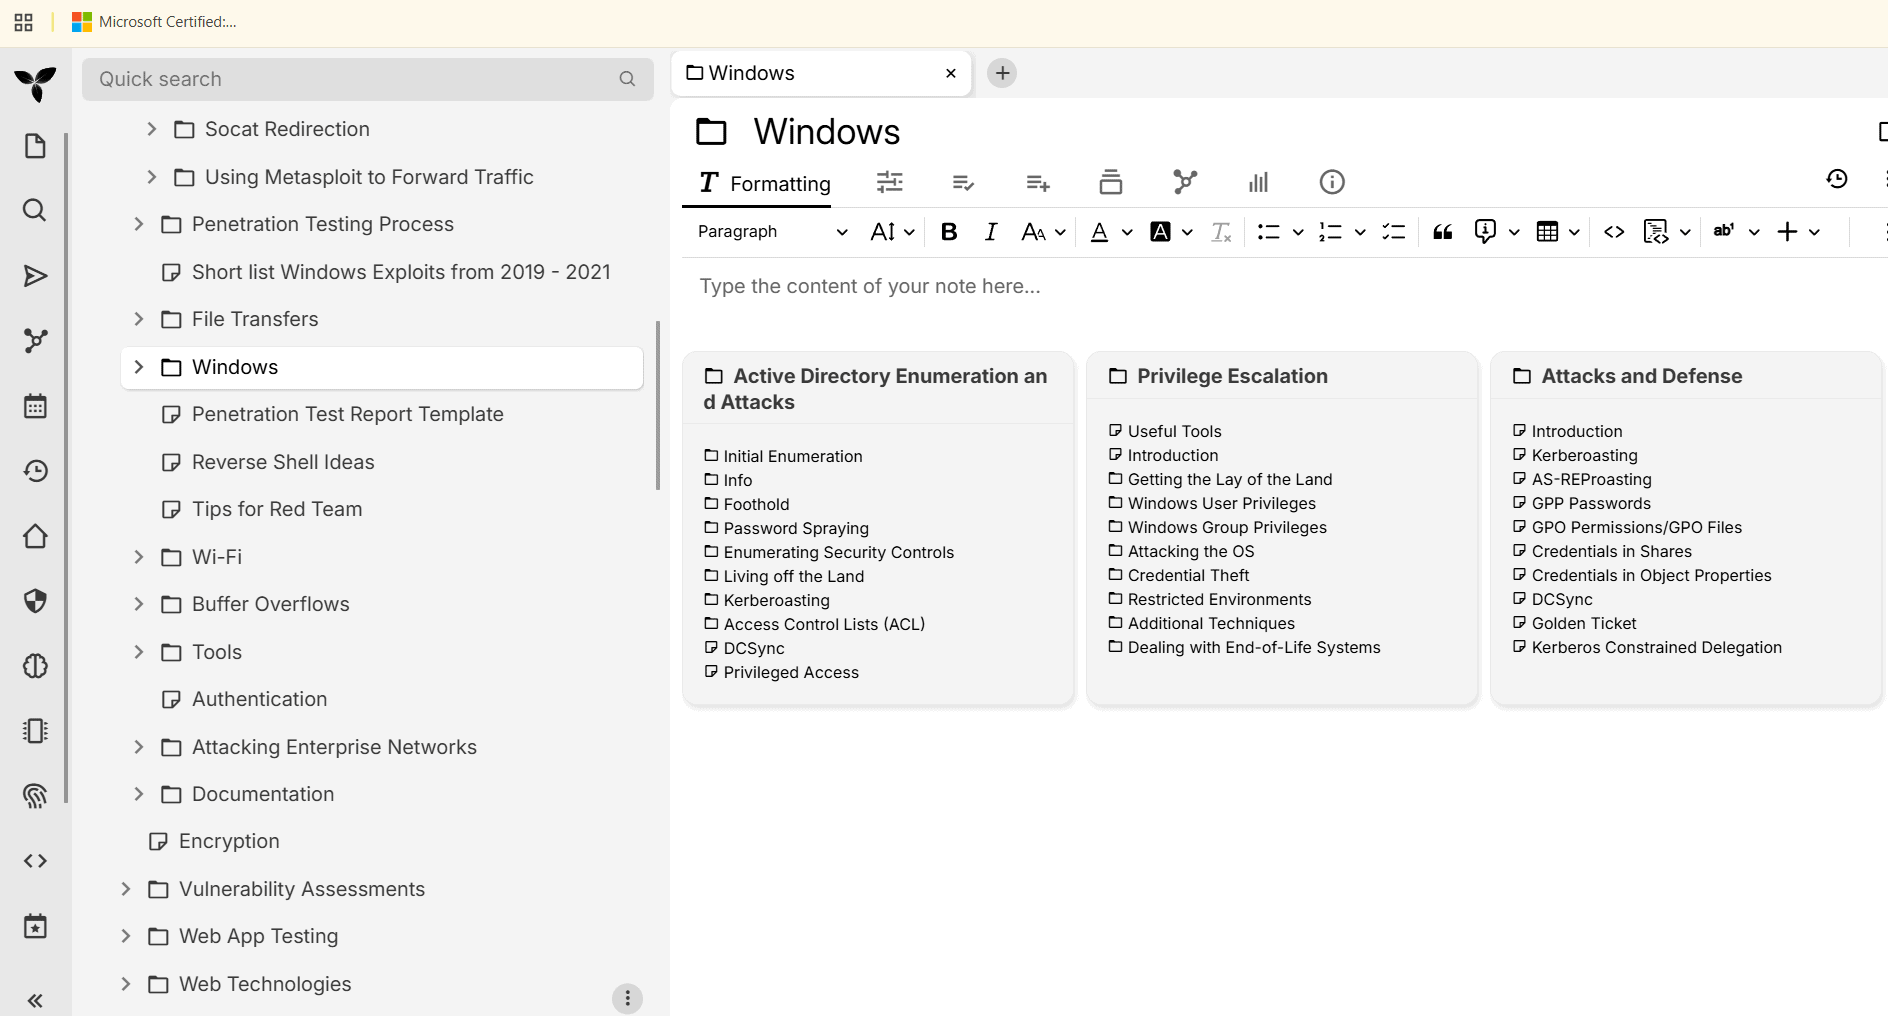 Microsoft Certified:...
Quick search
Socat Redirection
Using Metasploit to Forward Traffic
Penetration Testing Process
Short list Windows Exploits from 2019 - 2021
File Transfers
Windows
Penetration Test Report Template
Reverse Shell Ideas
Tips for Red Team
Wi-Fi
Buffer Overflows
Tools
Authentication
Attacking Enterprise Networks
Documentation
Encryption
Vulnerability Assessments
Web App Testing
Web Technologies
Windows
Windows
Formatting
Paragraph
Type the content of your note here...
Active Directory Enumeration an
d Attacks
Initial Enumeration
Info
Foothold
Password Spraying
Enumerating Security Controls
Living off the Land
Kerberoasting
Access Control Lists (ACL)
DCSync
Privileged Access
Privilege Escalation
Useful Tools
Introduction
Getting the Lay of the Land
Windows User Privileges
Windows Group Privileges
Attacking the OS
Credential Theft
Restricted Environments
Additional Techniques
Dealing with End-of-Life Systems
Attacks and Defense
Introduction
Kerberoasting
AS-REProasting
GPP Passwords
GPO Permissions/GPO Files
Credentials in Shares
Credentials in Object Properties
DCSync
Golden Ticket
Kerberos Constrained Delegation